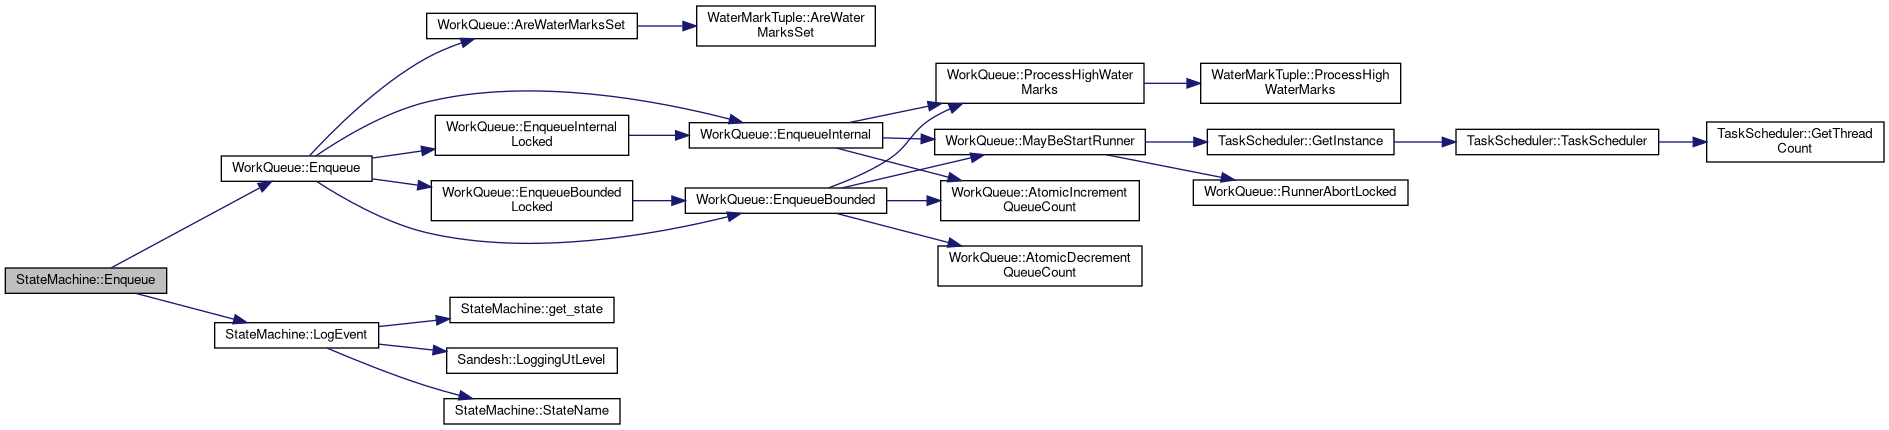 WorkQueue::AreWaterMarksSet
WaterMarkTuple::AreWater
MarksSet
WorkQueue::ProcessHighWater
Marks
WaterMarkTuple::ProcessHigh
WaterMarks
WorkQueue::EnqueueInternal
Locked
WorkQueue::EnqueueInternal
WorkQueue::MayBeStartRunner
TaskScheduler::GetInstance
TaskScheduler::TaskScheduler
TaskScheduler::GetThread
Count
WorkQueue::Enqueue
WorkQueue::EnqueueBounded
Locked
WorkQueue::EnqueueBounded
WorkQueue::AtomicIncrement
QueueCount
WorkQueue::RunnerAbortLocked
WorkQueue::AtomicDecrement
QueueCount
StateMachine::Enqueue
StateMachine::LogEvent
StateMachine::get_state
Sandesh::LoggingUtLevel
StateMachine::StateName